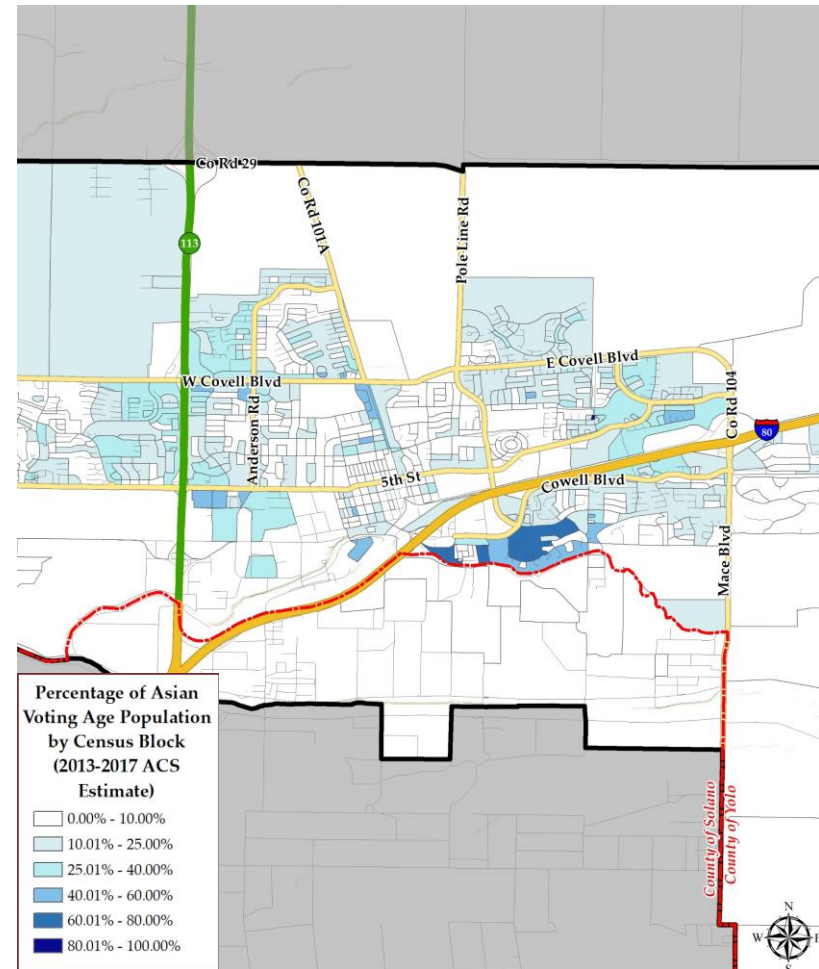 Co Rd 29
Co Rd 101A
Pole Line Rd
113
E Covell Blvd
W Covell Blvd
Co Rd 104
Anderson Rd
80
5th St
Cowell Blvd
Mace Blvd
Percentage of Asian
Voting Age Population
by Census Block
(2013-2017 ACS
Estimate)
0.00% - 10.00%
10.01% - 25.00%
25.01% - 40.00%
40.01% - 60.00%
60.01% - 80.00%
80.01% - 100.00%
County of Solano
County of Yolo
N
W
E
S